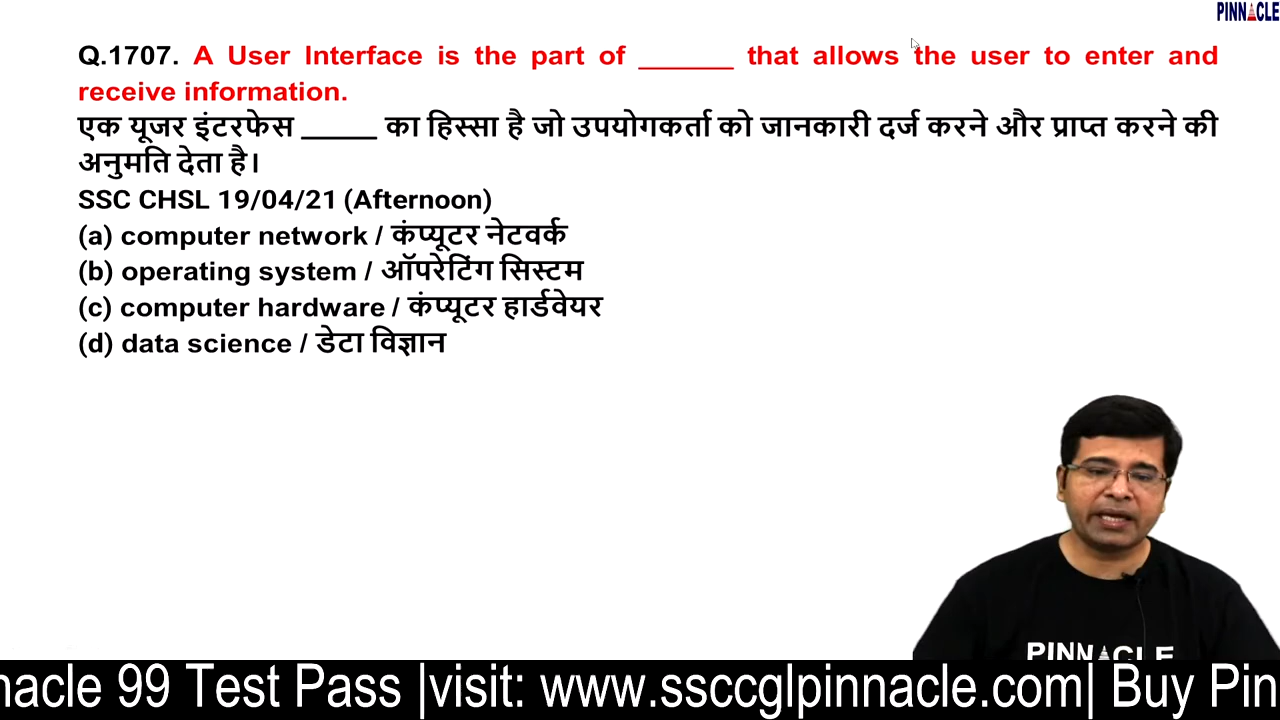 PINNACLE
Q.1707. A User Interface is the part of ______ that allows the user to enter and
receive information.
एक यूजर इंटरफेस _____ का हिस्सा है जो उपयोगकर्ता को जानकारी दर्ज करने और प्राप्त करने की
अनुमति देता है।
SSC CHSL 19/04/21 (Afternoon)
(a) computer network / कंप्यूटर नेटवर्क
(b) operating system / ऑपरेटिंग सिस्टम
(c) computer hardware / कंप्यूटर हार्डवेयर
(d) data science / डेटा विज्ञान
PINNACLE
nacle 99 Test Pass |visit: www.ssccglpinnacle.com| Buy Pin